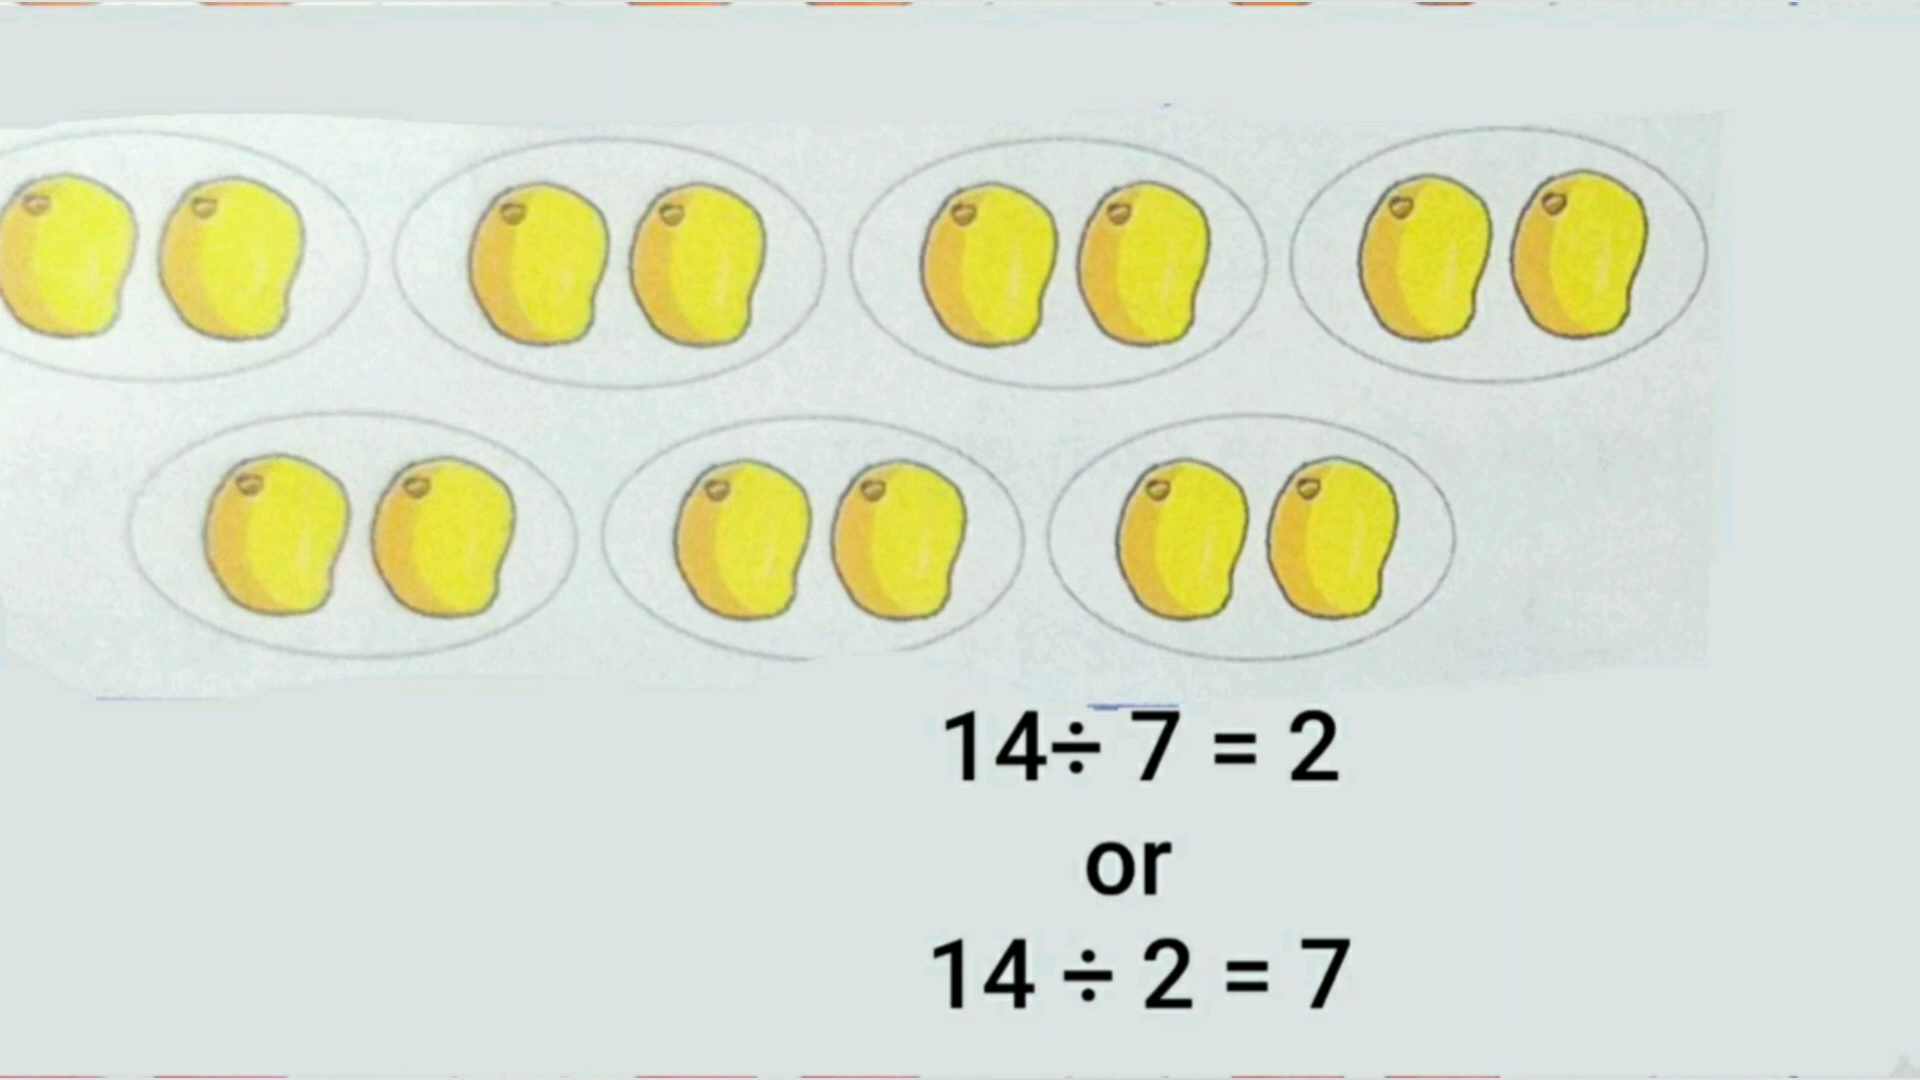 14÷ 7 = 2
or
14 ÷ 2 = 7